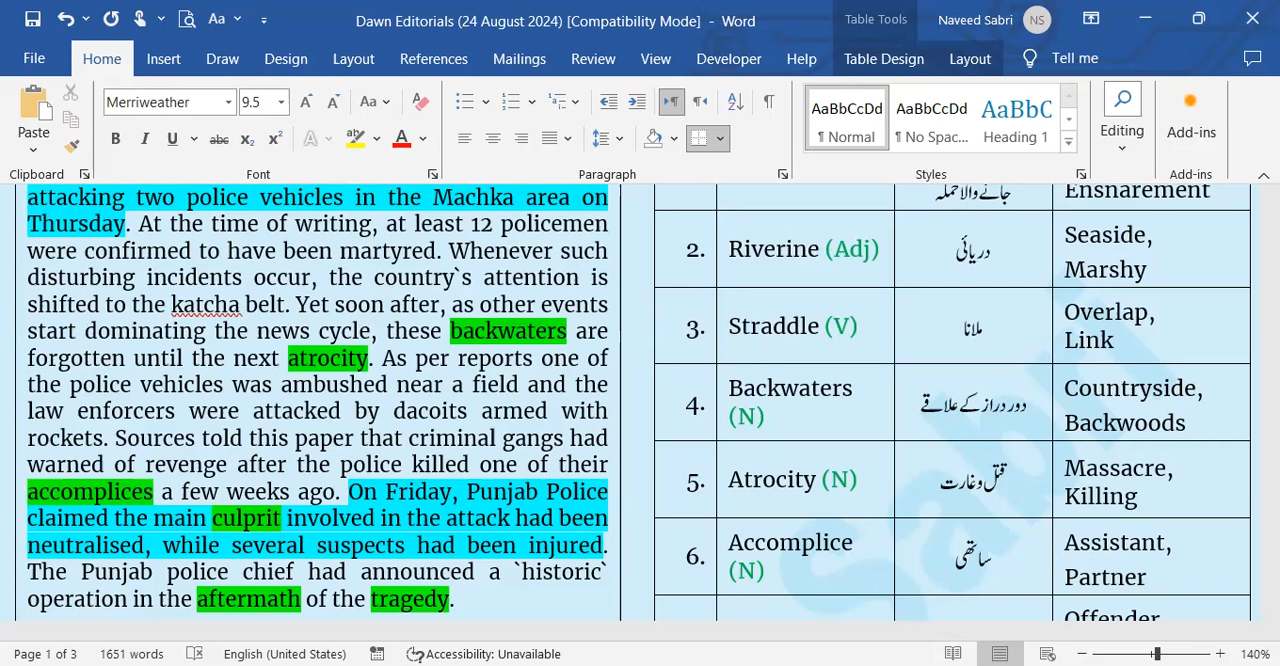 Dawn Editorials (24 August 2024) [Compatibility Mode] - Word
Table Tools
Naveed Sabri
NS
File Home Insert Draw Design Layout References Mailings Review View Developer Help Table Design Layout Tell me
Paste
Merriweather
9.5
Clipboard
Font
Paragraph
AaBbCcDd
¶ Normal
AaBbCcDd
¶ No Spac...
AaBbC
Heading 1
Styles
Editing
Add-ins
Add-ins
attacking two police vehicles in the Machka area on
Thursday. At the time of writing, at least 12 policemen
were confirmed to have been martyred. Whenever such
disturbing incidents occur, the country`s attention is
shifted to the katcha belt. Yet soon after, as other events
start dominating the news cycle, these backwaters are
forgotten until the next atrocity. As per reports one of
the police vehicles was ambushed near a field and the
law enforcers were attacked by dacoits armed with
rockets. Sources told this paper that criminal gangs had
warned of revenge after the police killed one of their
accomplices a few weeks ago. On Friday, Punjab Police
claimed the main culprit involved in the attack had been
neutralised, while several suspects had been injured.
The Punjab police chief had announced a `historic`
operation in the aftermath of the tragedy.
جانے والا حملہ
Ensnarement
2. Riverine (Adj) دریائی Seaside,
Marshy
3. Straddle (V) ملانا Overlap,
Link
4. Backwaters
(N)
دور دراز کے علاقے
Countryside,
Backwoods
5. Atrocity (N) قتل و غارت Massacre,
Killing
6. Accomplice
(N)
ساتھی
Assistant,
Partner
Offender
Sabri
Page 1 of 3 1651 words English (United States) Accessibility: Unavailable 140%